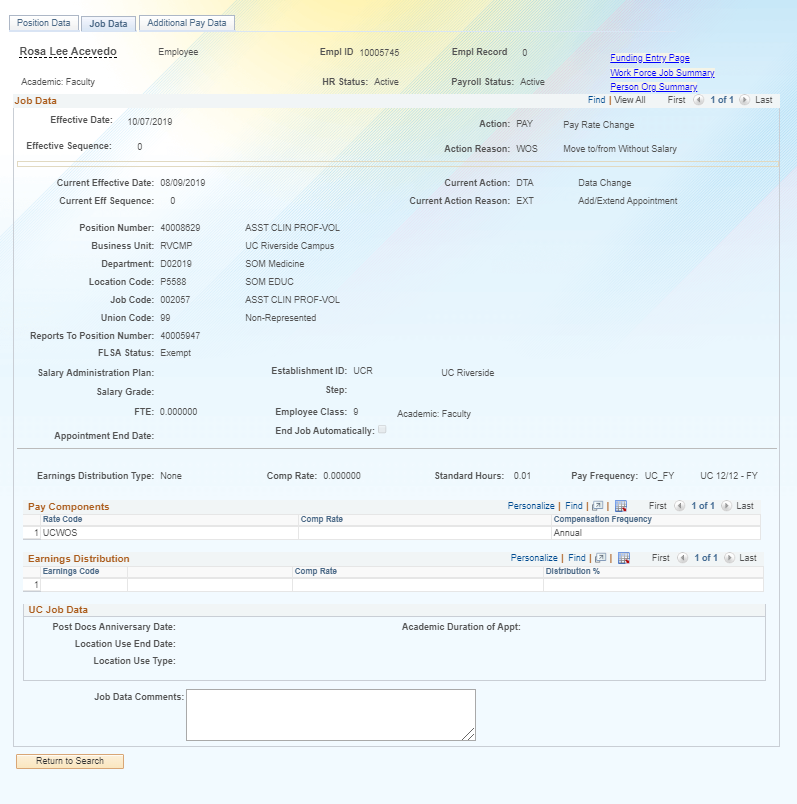 Position Data Job Data Additional Pay Data
Rosa Lee Acevedo Employee Empl ID 10005745 Empl Record 0
Funding Entry Page
Work Force Job Summary
Academic: Faculty HR Status: Active Payroll Status: Active
Person Org Summary
Job Data Find | View All First 1 of 1 Last
Effective Date: 10/07/2019 Action: PAY Pay Rate Change
Effective Sequence: 0 Action Reason: WOS Move to/from Without Salary
Current Effective Date: 08/09/2019 Current Action: DTA Data Change
Current Eff Sequence: 0 Current Action Reason: EXT Add/Extend Appointment
Position Number: 40008629 ASST CLIN PROF-VOL
Business Unit: RVCMP UC Riverside Campus
Department: D02019 SOM Medicine
Location Code: P5588 SOM EDUC
Job Code: 002057 ASST CLIN PROF-VOL
Union Code: 99 Non-Represented
Reports To Position Number: 40005947
FLSA Status: Exempt
Salary Administration Plan: Establishment ID: UCR UC Riverside
Salary Grade: Step:
FTE: 0.000000 Employee Class: 9 Academic: Faculty
Appointment End Date: End Job Automatically:
Earnings Distribution Type: None Comp Rate: 0.000000 Standard Hours: 0.01 Pay Frequency: UC_FY UC 12/12 - FY
Pay Components Personalize | Find | | First 1 of 1 Last
Rate Code Comp Rate Compensation Frequency
1 UCWOS Annual
Earnings Distribution Personalize | Find | | First 1 of 1 Last
Earnings Code Comp Rate Distribution %
1
UC Job Data
Post Docs Anniversary Date: Academic Duration of Appt:
Location Use End Date:
Location Use Type:
Job Data Comments:
Return to Search